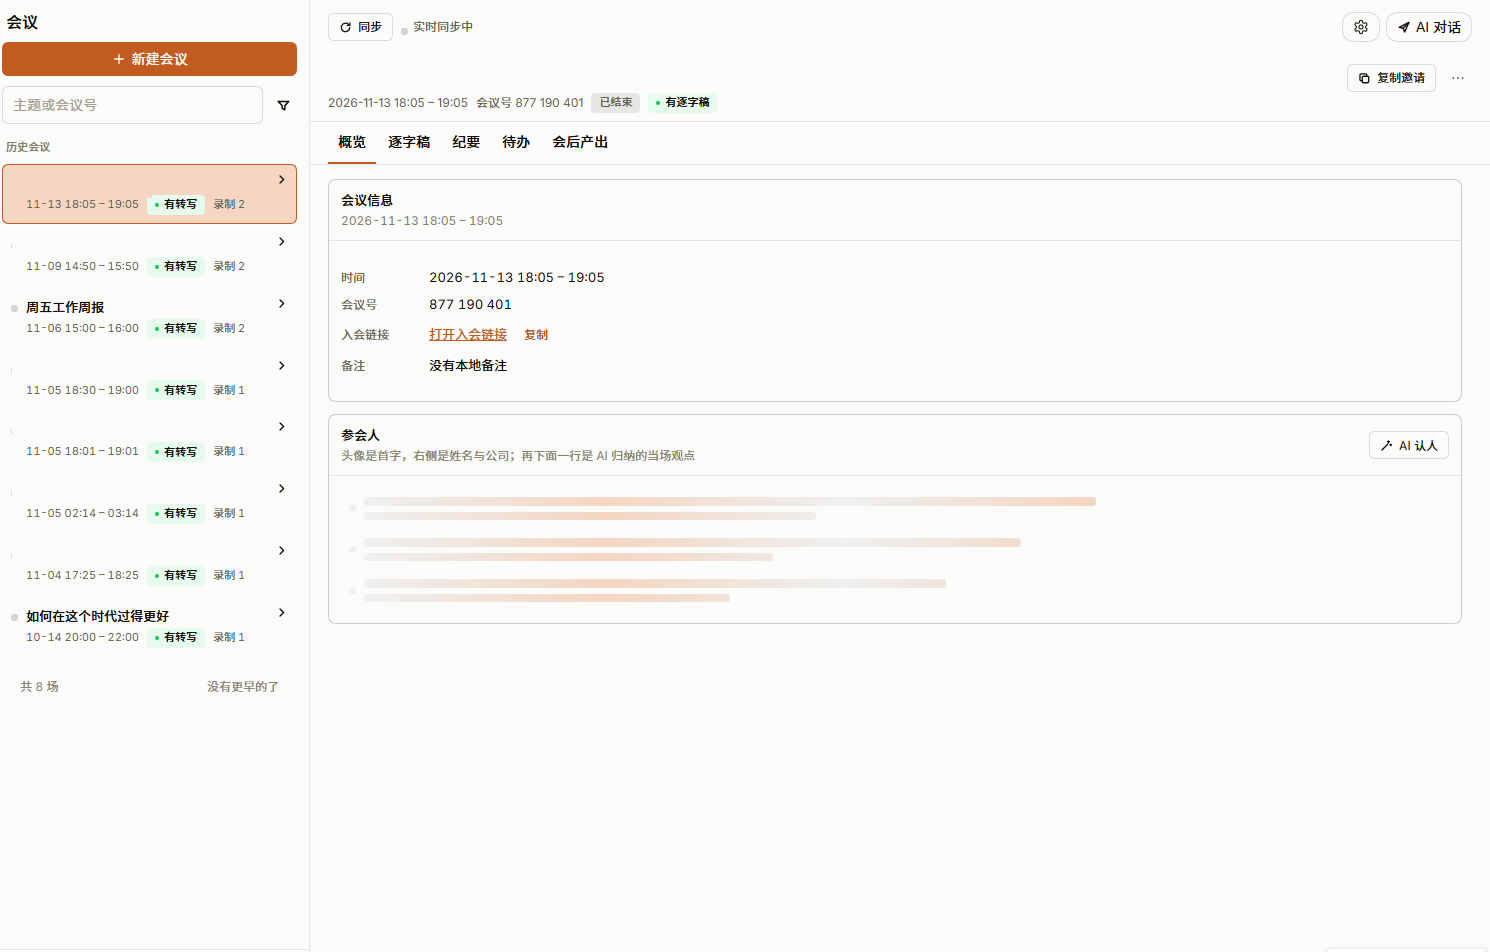 会议
+ 新建会议
主题或会议号
历史会议
11-13 18:05 – 19:05 有转写 录制 2
11-09 14:50 – 15:50 有转写 录制 2
周五工作周报
11-06 15:00 – 16:00 有转写 录制 2
11-05 18:30 – 19:00 有转写 录制 1
11-05 18:01 – 19:01 有转写 录制 1
11-05 02:14 – 03:14 有转写 录制 1
11-04 17:25 – 18:25 有转写 录制 1
如何在这个时代过得更好
10-14 20:00 – 22:00 有转写 录制 1
共 8 场 没有更早的了
同步 实时同步中
AI 对话
复制邀请 ···
2026-11-13 18:05 – 19:05 会议号 877 190 401 已结束 有逐字稿
概览 逐字稿 纪要 待办 会后产出
会议信息
2026-11-13 18:05 – 19:05
时间 2026-11-13 18:05 – 19:05
会议号 877 190 401
入会链接 打开入会链接 复制
备注 没有本地备注
参会人
头像是首字，右侧是姓名与公司；再下面一行是 AI 归纳的当场观点
AI 认人